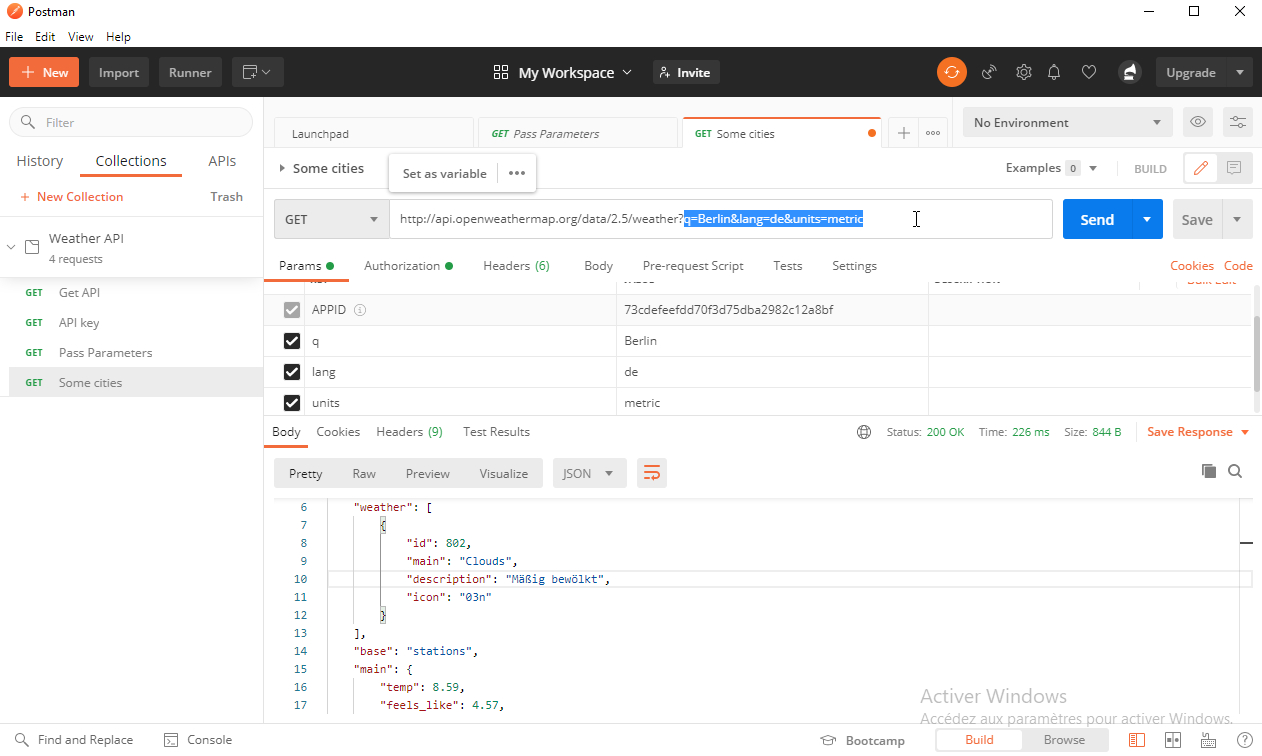 Postman
File Edit View Help
New Import Runner My Workspace Invite Upgrade
Filter
History Collections APIs
New Collection Trash
Weather API
4 requests
GET Get API
GET API key
GET Pass Parameters
GET Some cities
Launchpad GET Pass Parameters GET Some cities No Environment
Some cities Set as variable Examples 0 BUILD
GET http://api.openweathermap.org/data/2.5/weather?q=Berlin&lang=de&units=metric Send Save
Params Authorization Headers (6) Body Pre-request Script Tests Settings Cookies Code
APPID 73cdefeefdd70f3d75dba2982c12a8bf
q Berlin
lang de
units metric
Body Cookies Headers (9) Test Results Status: 200 OK Time: 226 ms Size: 844 B Save Response
Pretty Raw Preview Visualize JSON
6 "weather": [
7 {
8 "id": 802,
9 "main": "Clouds",
10 "description": "Mäßig bewölkt",
11 "icon": "03n"
12 }
13 ],
14 "base": "stations",
15 "main": {
16 "temp": 8.59,
17 "feels_like": 4.57,
Activer Windows
Accédez aux paramètres pour activer Windows.
Find and Replace Console Bootcamp Build Browse